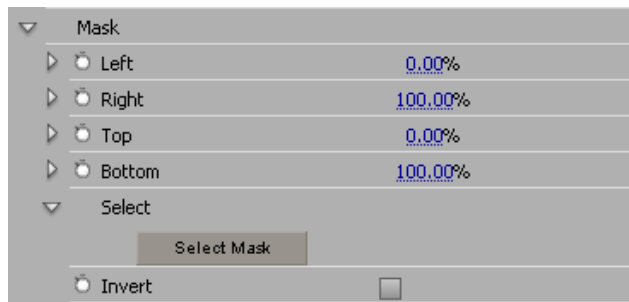 Mask
Left 0.00%
Right 100.00%
Top 0.00%
Bottom 100.00%
Select
Select Mask
Invert